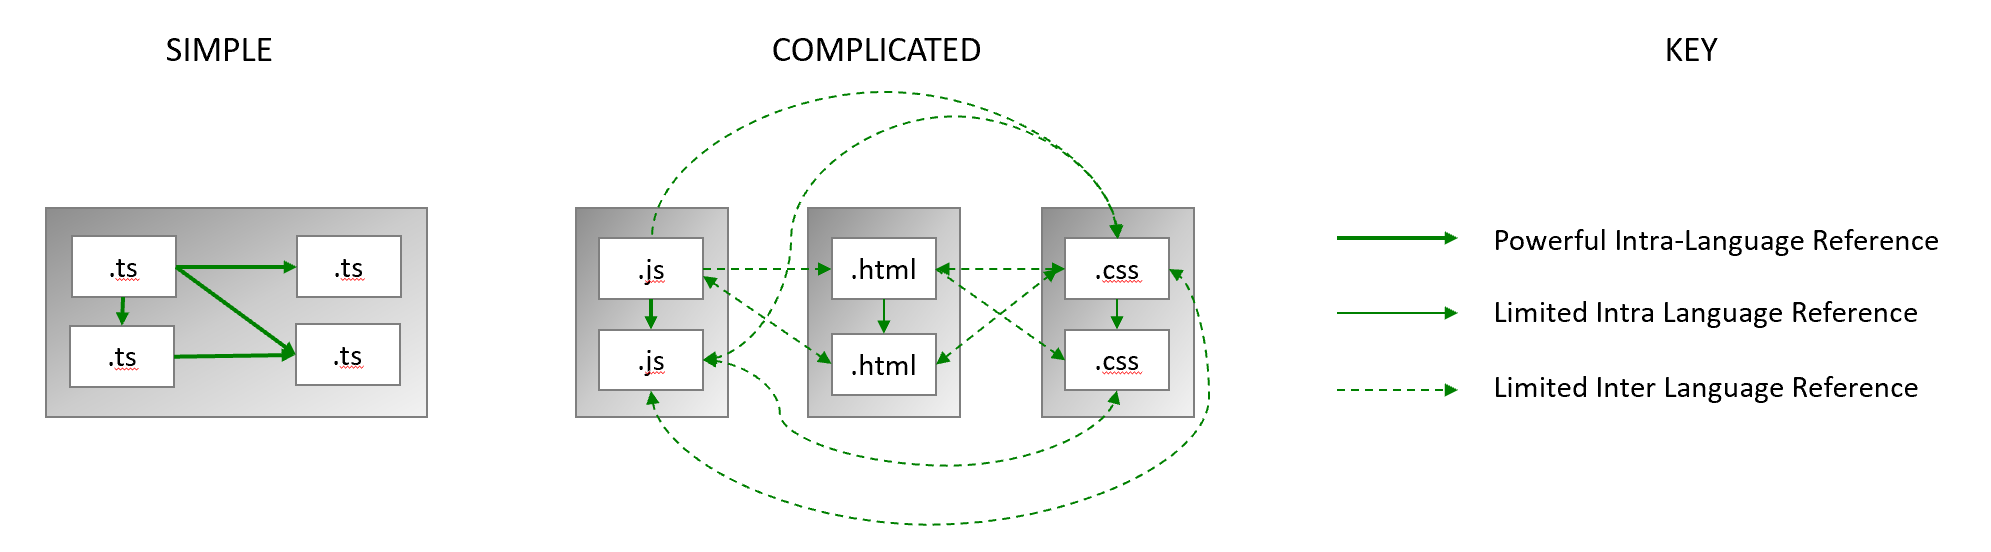 SIMPLE
COMPLICATED
KEY
.ts
.ts
.ts
.ts
.js
.js
.html
.html
.css
.css
Powerful Intra-Language Reference
Limited Intra Language Reference
Limited Inter Language Reference